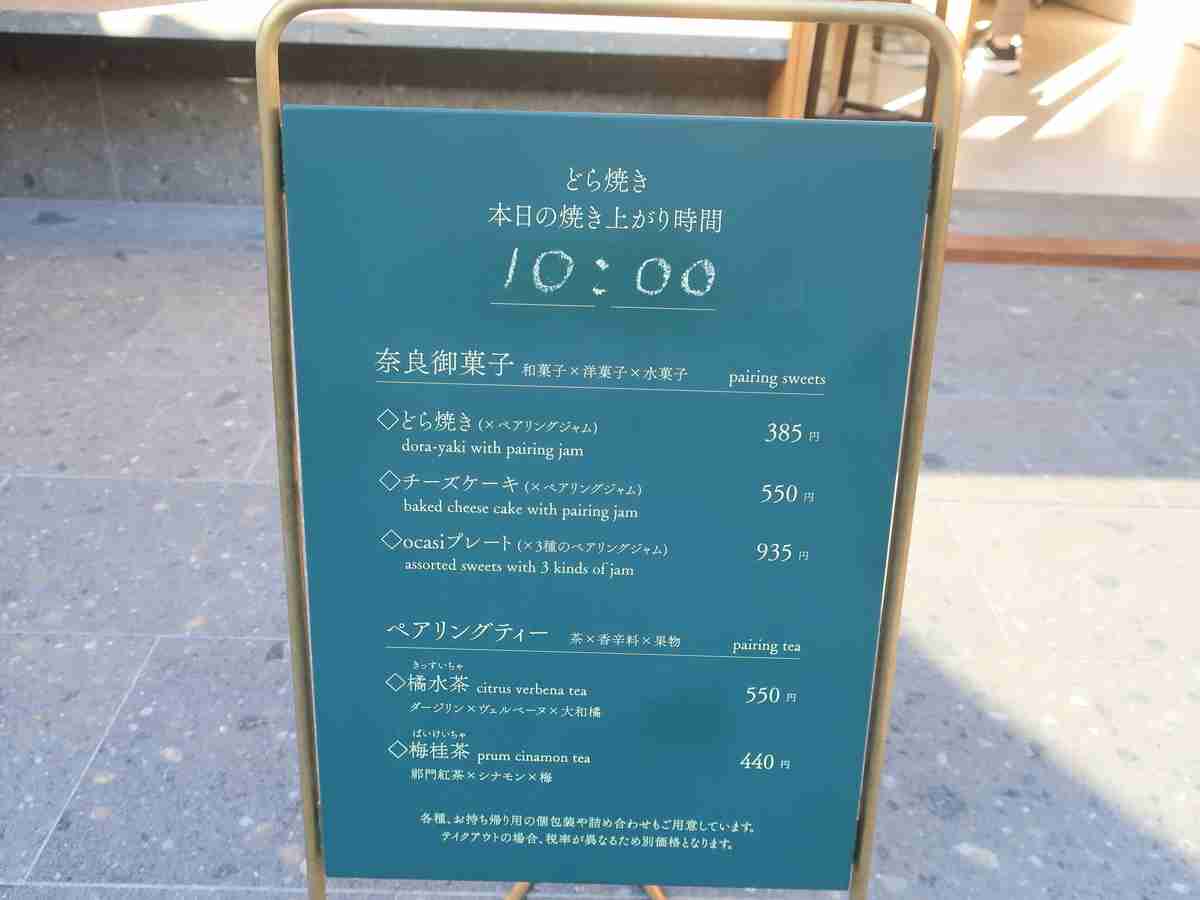 どら焼き
本日の焼き上がり時間
10:00
奈良御菓子 和菓子×洋菓子×水菓子 pairing sweets
◇どら焼き(×ペアリングジャム) 385円
dora-yaki with pairing jam
◇チーズケーキ(×ペアリングジャム) 550円
baked cheese cake with pairing jam
◇ocasiプレート(×3種のペアリングジャム) 935円
assorted sweets with 3 kinds of jam
ペアリングティー 茶×香辛料×果物 pairing tea
きっすいちゃ
◇橘水茶 citrus verbena tea 550円
ダージリン×ヴェルベーヌ×大和橘
ばいけいちゃ
◇梅桂茶 prum cinamon tea 440円
祁門紅茶×シナモン×梅
各種、お持ち帰り用の個包装や詰め合わせもご用意しています。
テイクアウトの場合、税率が異なるため別価格となります。